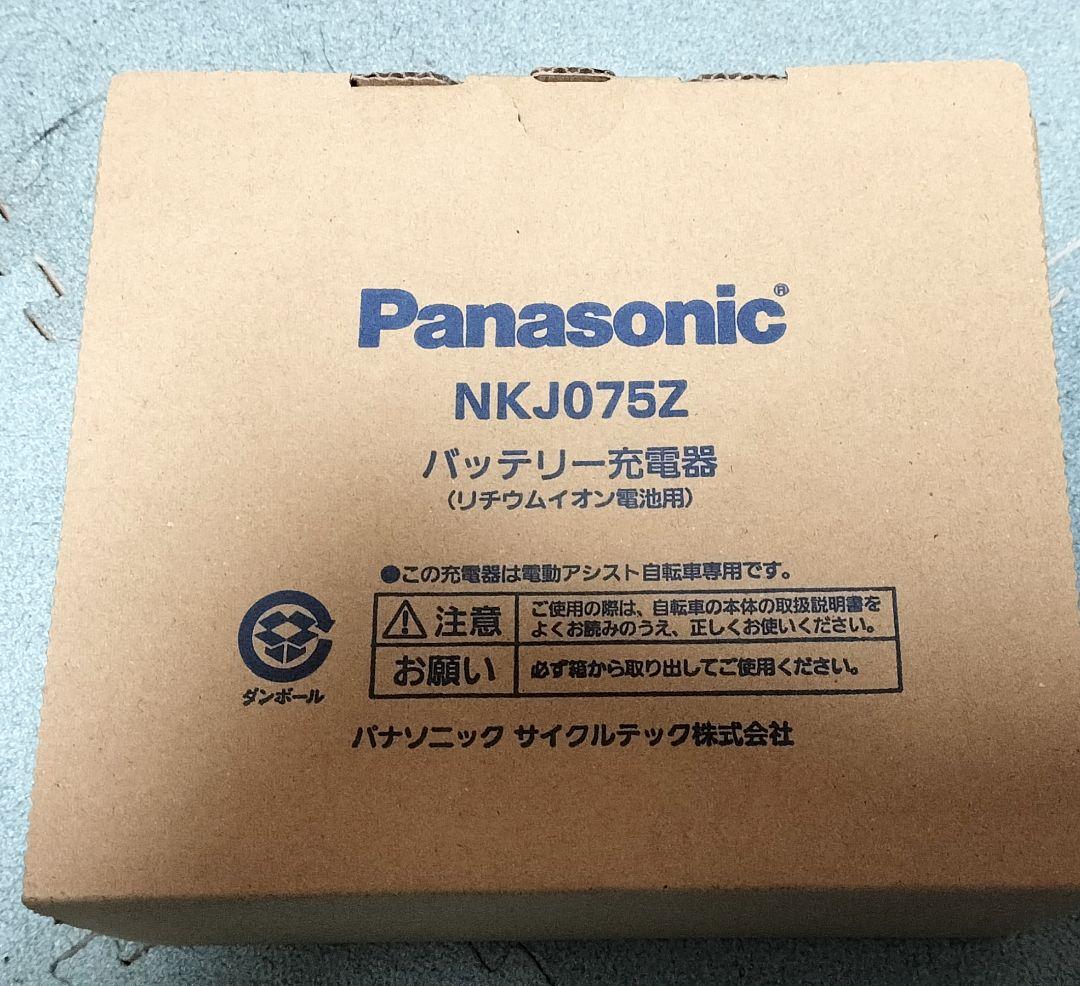 Panasonic®
NKJ075Z
バッテリー充電器
（リチウムイオン電池用）
●この充電器は電動アシスト自転車専用です。
注意
ご使用の際は、自転車の本体の取扱説明書を
よくお読みのうえ、正しくお使いください。
お願い
必ず箱から取り出してご使用ください。
ダンボール
パナソニック サイクルテック株式会社